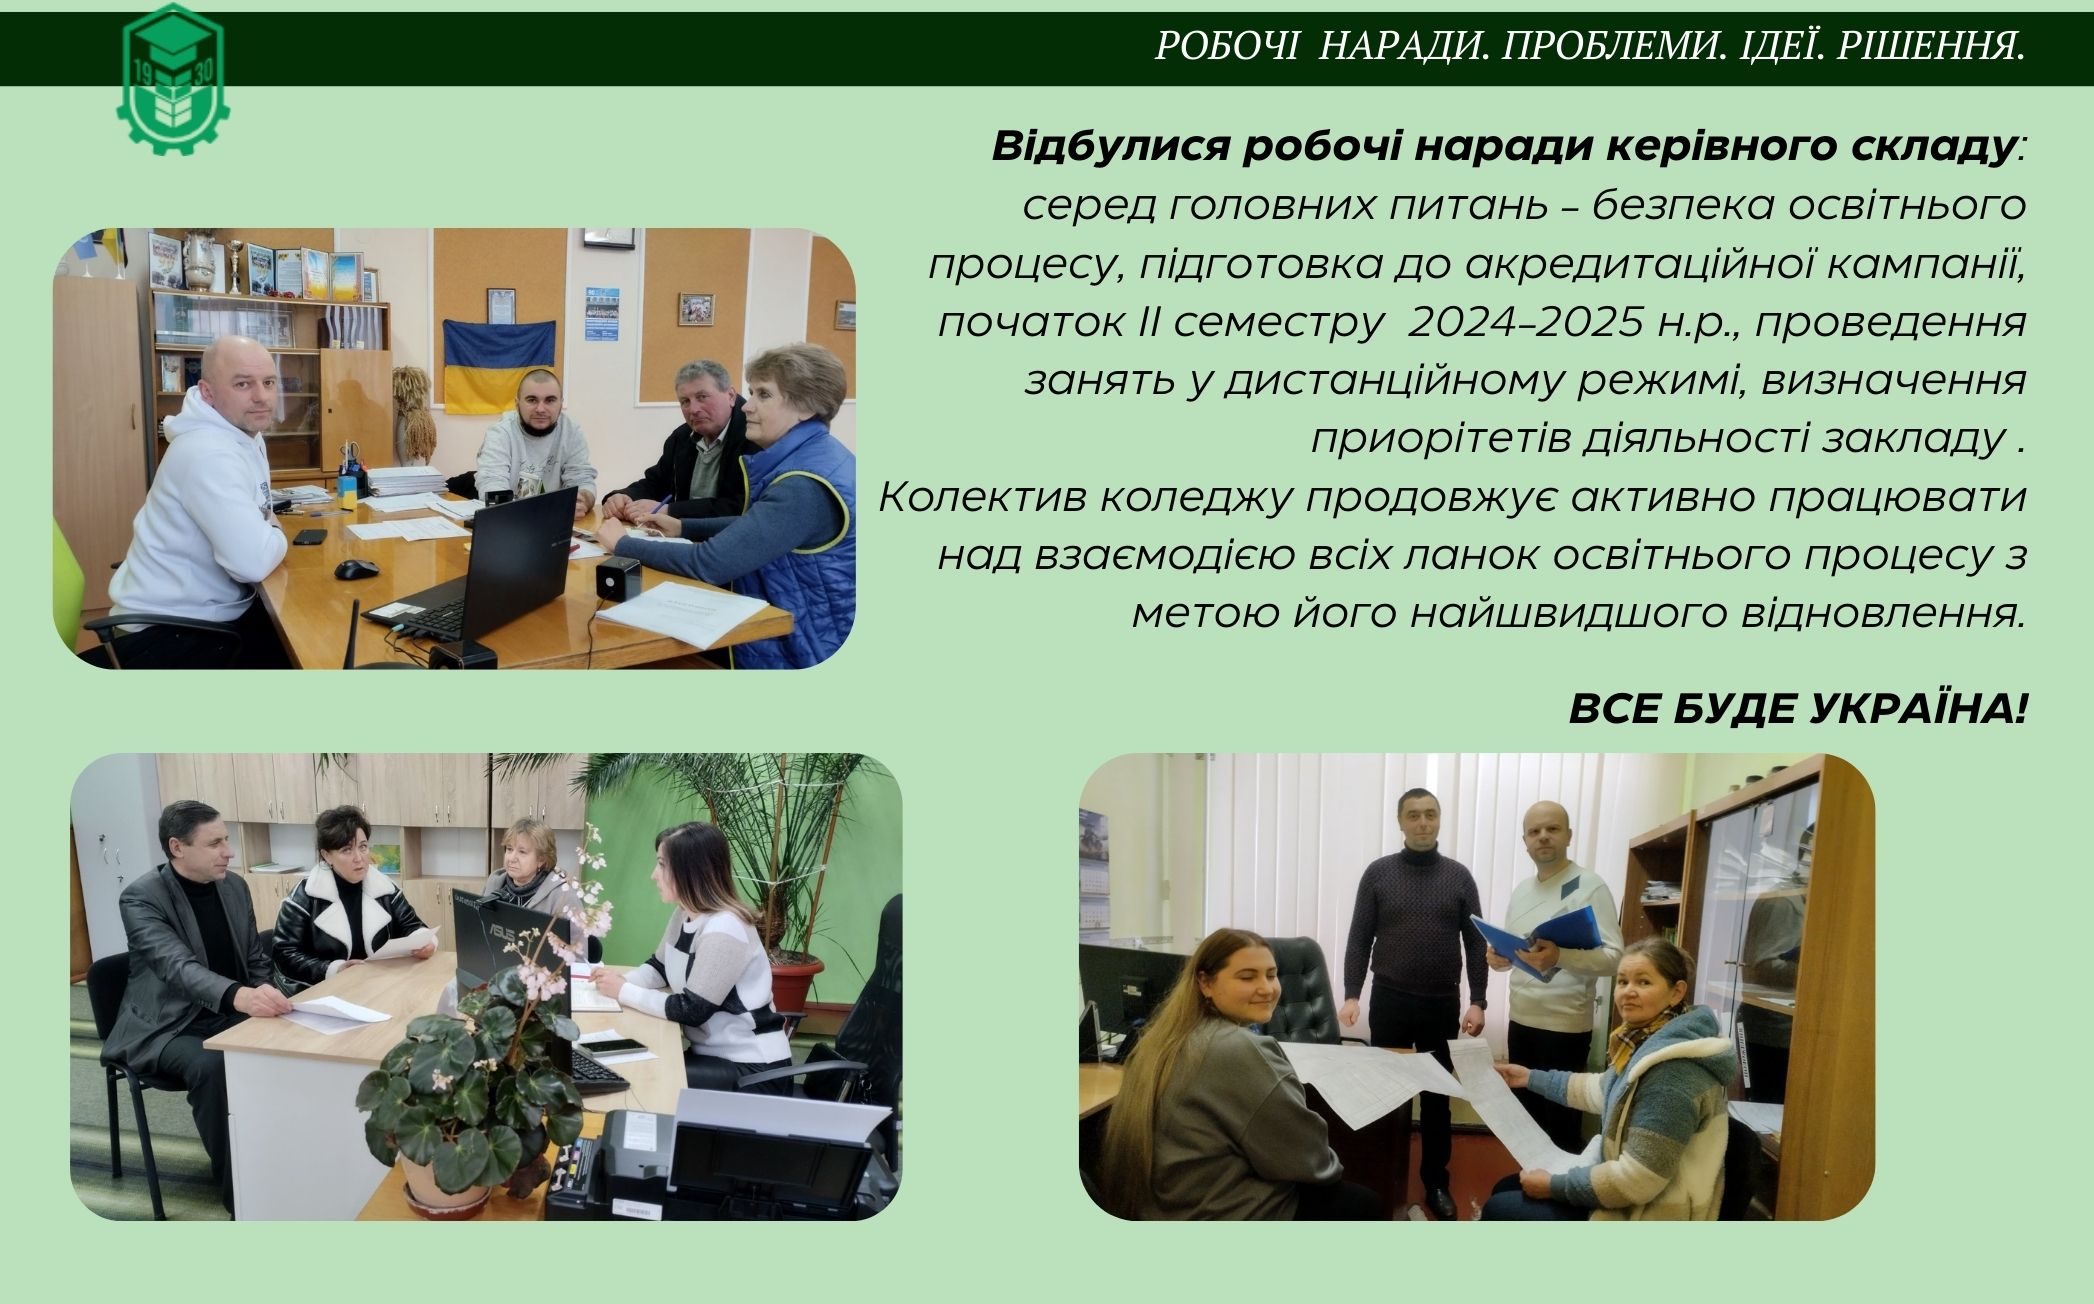 19 30
РОБОЧІ НАРАДИ. ПРОБЛЕМИ. ІДЕЇ. РІШЕННЯ.
Відбулися робочі наради керівного складу:
серед головних питань – безпека освітнього
процесу, підготовка до акредитаційної кампанії,
початок ІІ семестру 2024–2025 н.р., проведення
занять у дистанційному режимі, визначення
приорітетів діяльності закладу .
Колектив коледжу продовжує активно працювати
над взаємодією всіх ланок освітнього процесу з
метою його найшвидшого відновлення.
ВСЕ БУДЕ УКРАЇНА!
ASUS